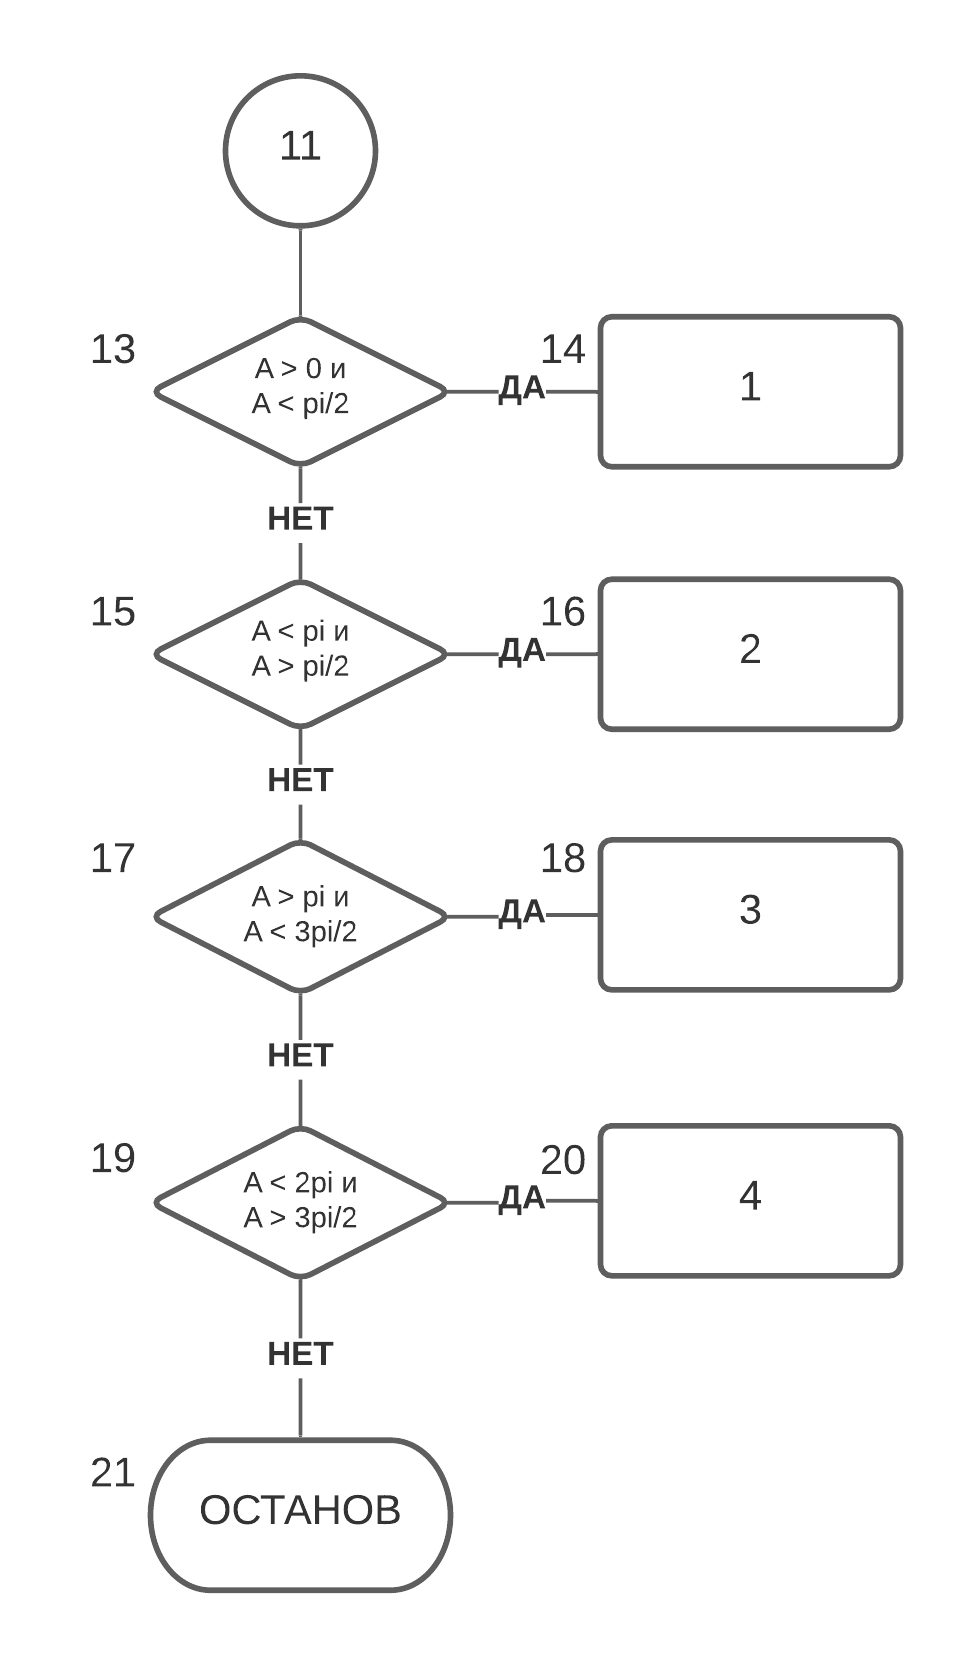 11
13
A > 0 и
A < pi/2
ДА
14
1
НЕТ
15
A < pi и
A > pi/2
ДА
16
2
НЕТ
17
A > pi и
A < 3pi/2
ДА
18
3
НЕТ
19
A < 2pi и
A > 3pi/2
ДА
20
4
НЕТ
21
ОСТАНОВ